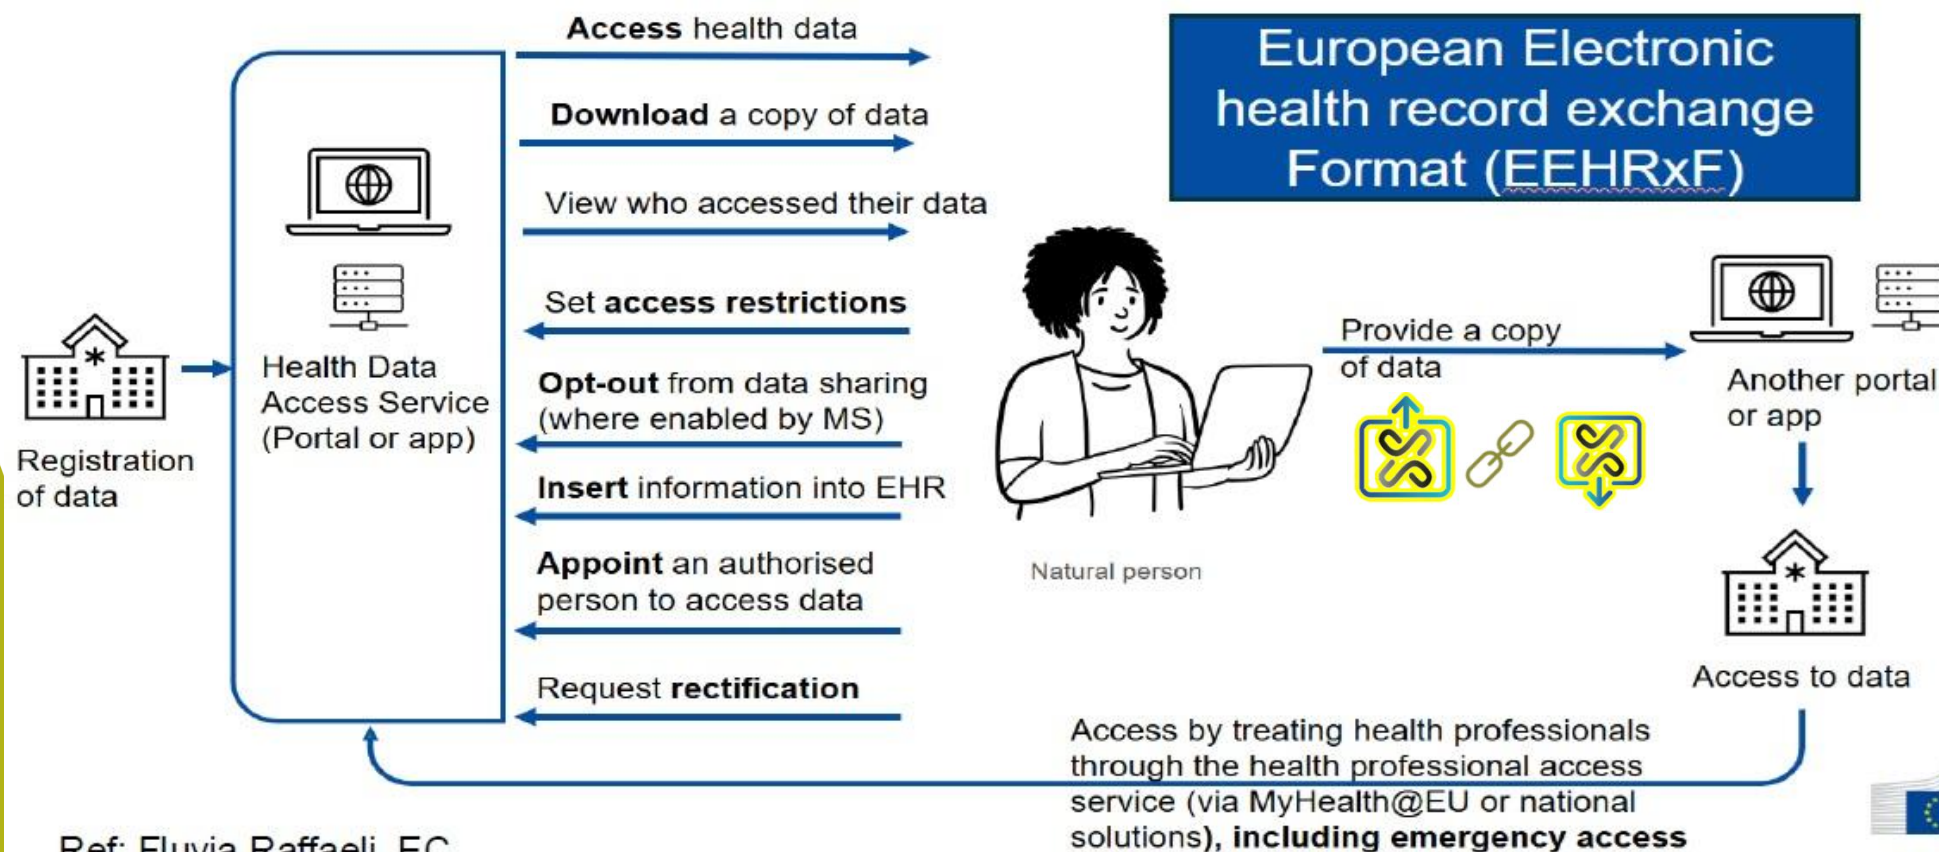 Access health data
Download a copy of data
View who accessed their data
Set access restrictions
Opt-out from data sharing
(where enabled by MS)
Insert information into EHR
Appoint an authorised
person to access data
Request rectification
European Electronic
health record exchange
Format (EEHRxF)
Health Data
Access Service
(Portal or app)
Registration
of data
Natural person
Provide a copy
of data
Another portal
or app
Access to data
Access by treating health professionals
through the health professional access
service (via MyHealth@EU or national
solutions), including emergency access
Ref: Fluvia Raffaeli, EC